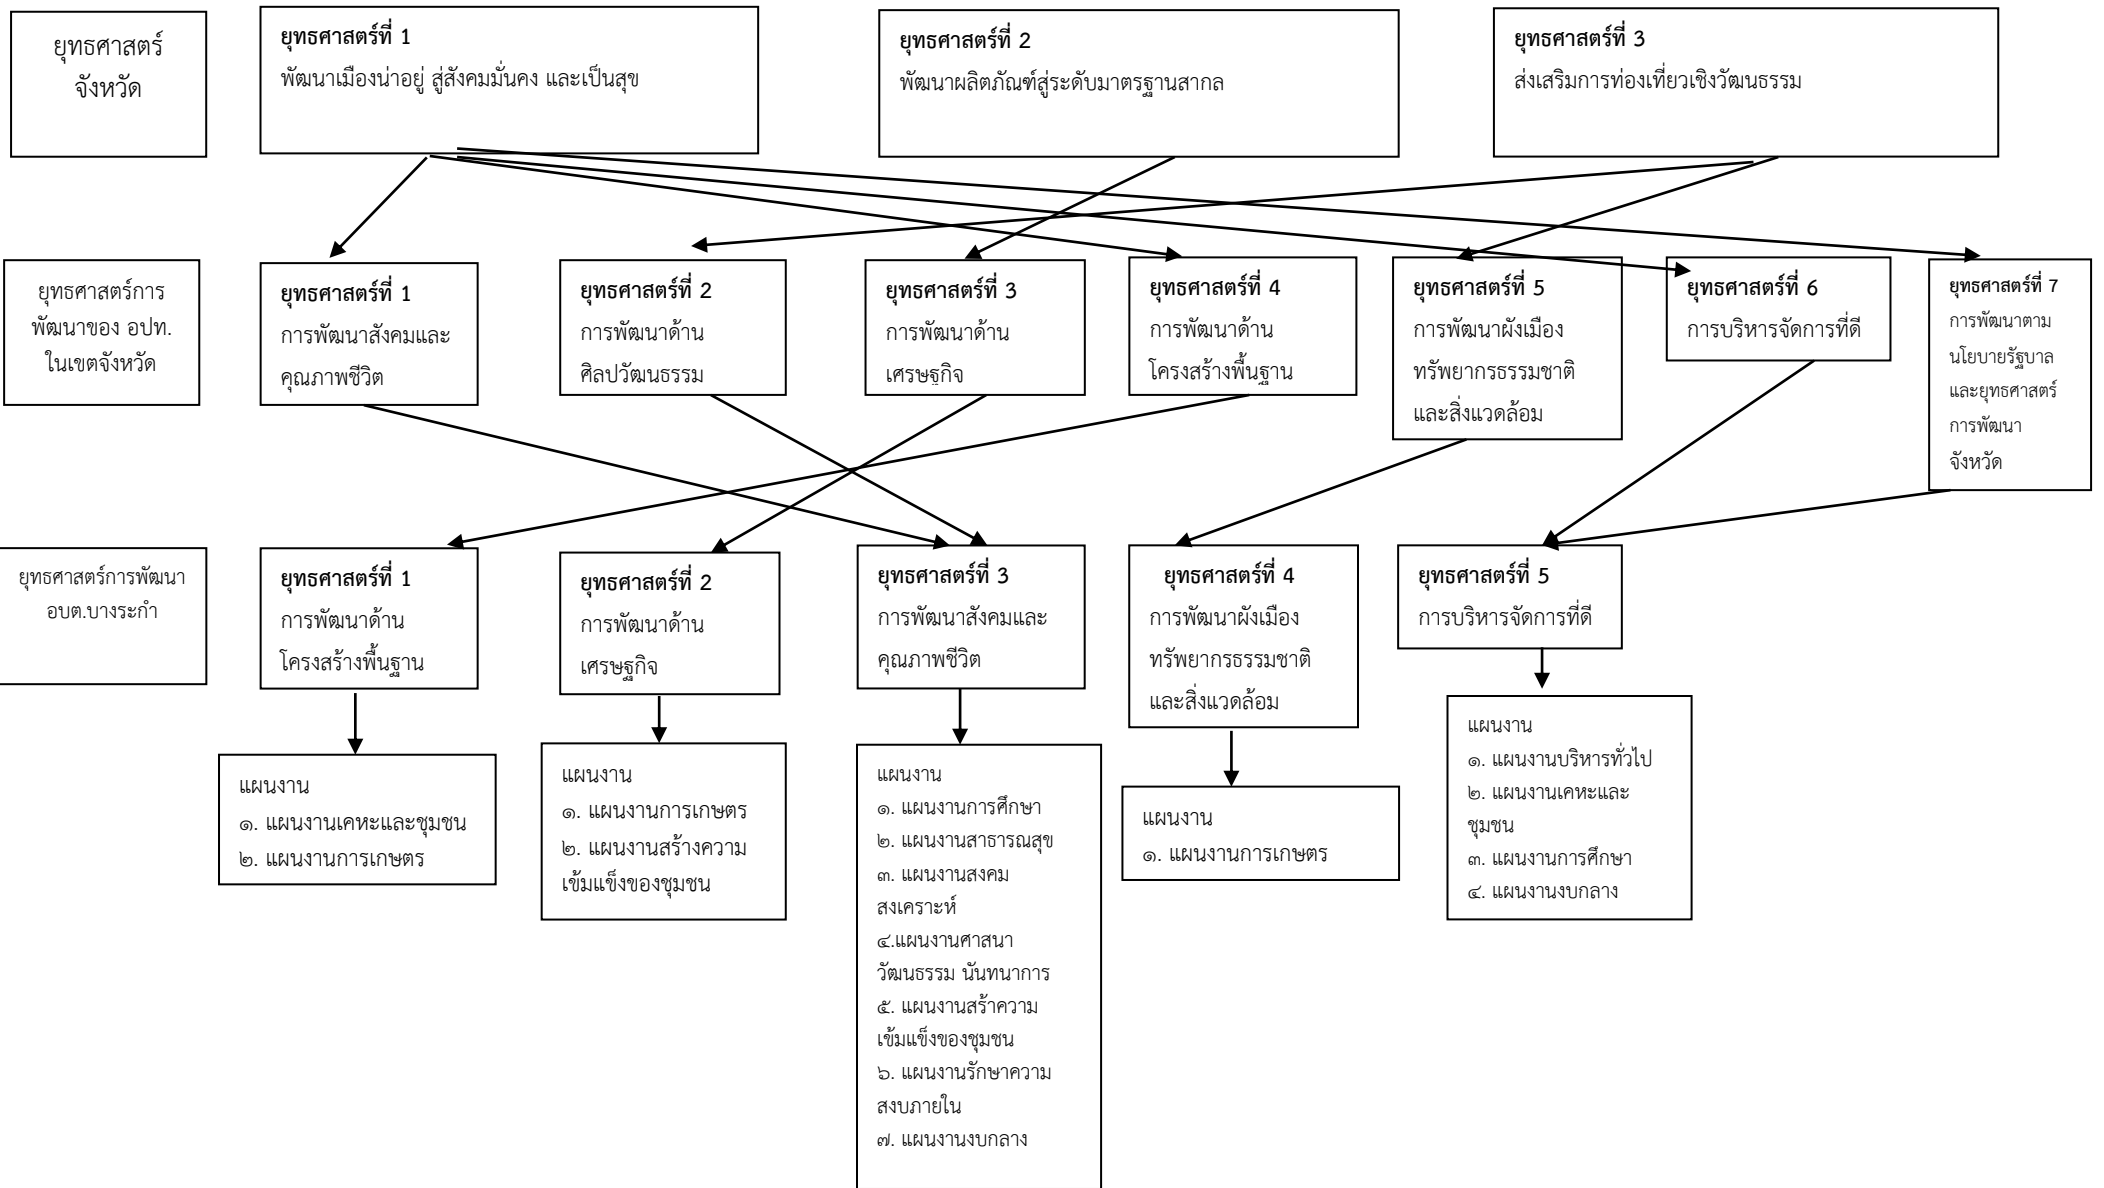 ยุทธศาสตร์
จังหวัด
ยุทธศาสตร์ที่ 1
พัฒนาเมืองน่าอยู่ สู่สังคมมั่นคง และเป็นสุข
ยุทธศาสตร์ที่ 2
พัฒนาผลิตภัณฑ์สู่ระดับมาตรฐานสากล
ยุทธศาสตร์ที่ 3
ส่งเสริมการท่องเที่ยวเชิงวัฒนธรรม
ยุทธศาสตร์การ
พัฒนาของ อปท.
ในเขตจังหวัด
ยุทธศาสตร์ที่ 1
การพัฒนาสังคมและ
คุณภาพชีวิต
ยุทธศาสตร์ที่ 2
การพัฒนาด้าน
ศิลปวัฒนธรรม
ยุทธศาสตร์ที่ 3
การพัฒนาด้าน
เศรษฐกิจ
ยุทธศาสตร์ที่ 4
การพัฒนาด้าน
โครงสร้างพื้นฐาน
ยุทธศาสตร์ที่ 5
การพัฒนาผังเมือง
ทรัพยากรธรรมชาติ
และสิ่งแวดล้อม
ยุทธศาสตร์ที่ 6
การบริหารจัดการที่ดี
ยุทธศาสตร์ที่ 7
การพัฒนาตาม
นโยบายรัฐบาล
และยุทธศาสตร์
การพัฒนา
จังหวัด
ยุทธศาสตร์การพัฒนา
อบต.บางระกำ
ยุทธศาสตร์ที่ 1
การพัฒนาด้าน
โครงสร้างพื้นฐาน
ยุทธศาสตร์ที่ 2
การพัฒนาด้าน
เศรษฐกิจ
ยุทธศาสตร์ที่ 3
การพัฒนาสังคมและ
คุณภาพชีวิต
ยุทธศาสตร์ที่ 4
การพัฒนาผังเมือง
ทรัพยากรธรรมชาติ
และสิ่งแวดล้อม
ยุทธศาสตร์ที่ 5
การบริหารจัดการที่ดี
แผนงาน
๑. แผนงานเคหะและชุมชน
๒. แผนงานการเกษตร
แผนงาน
๑. แผนงานการเกษตร
๒. แผนงานสร้างความ
เข้มแข็งของชุมชน
แผนงาน
๑. แผนงานการศึกษา
๒. แผนงานสาธารณสุข
๓. แผนงานสงคม
สงเคราะห์
๔.แผนงานศาสนา
วัฒนธรรม นันทนาการ
๕. แผนงานสร้าความ
เข้มแข็งของชุมชน
๖. แผนงานรักษาความ
สงบภายใน
๗. แผนงานงบกลาง
แผนงาน
๑. แผนงานการเกษตร
แผนงาน
๑. แผนงานบริหารทั่วไป
๒. แผนงานเคหะและ
ชุมชน
๓. แผนงานการศึกษา
๔. แผนงานงบกลาง